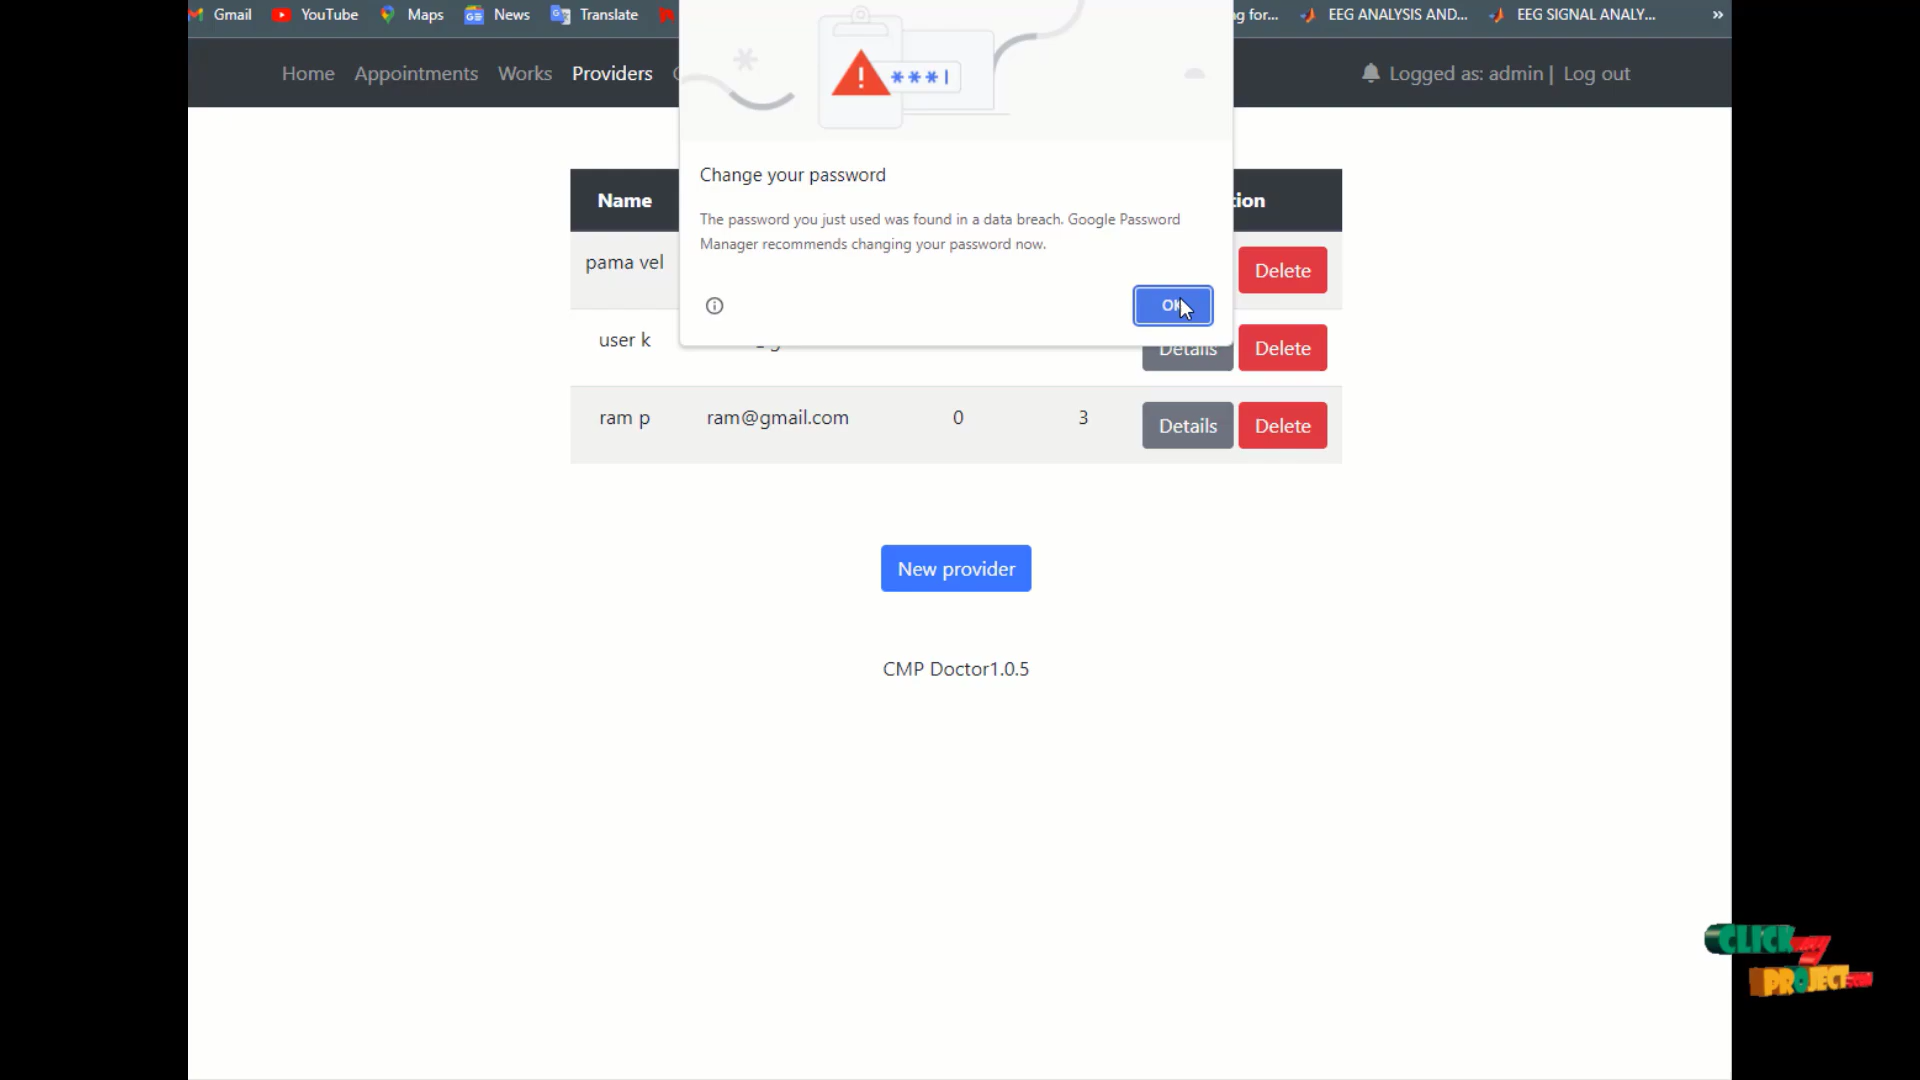 Gmail YouTube Maps News Translate ng for... EEG ANALYSIS AND... EEG SIGNAL ANALY... »
Home Appointments Works Providers Logged as: admin | Log out
***|
Change your password
The password you just used was found in a data breach. Google Password
Manager recommends changing your password now.
OK
Name tion
pama vel Delete
user k Details Delete
ram p ram@gmail.com 0 3 Details Delete
New provider
CMP Doctor1.0.5
CLICK my
PROJECT.com